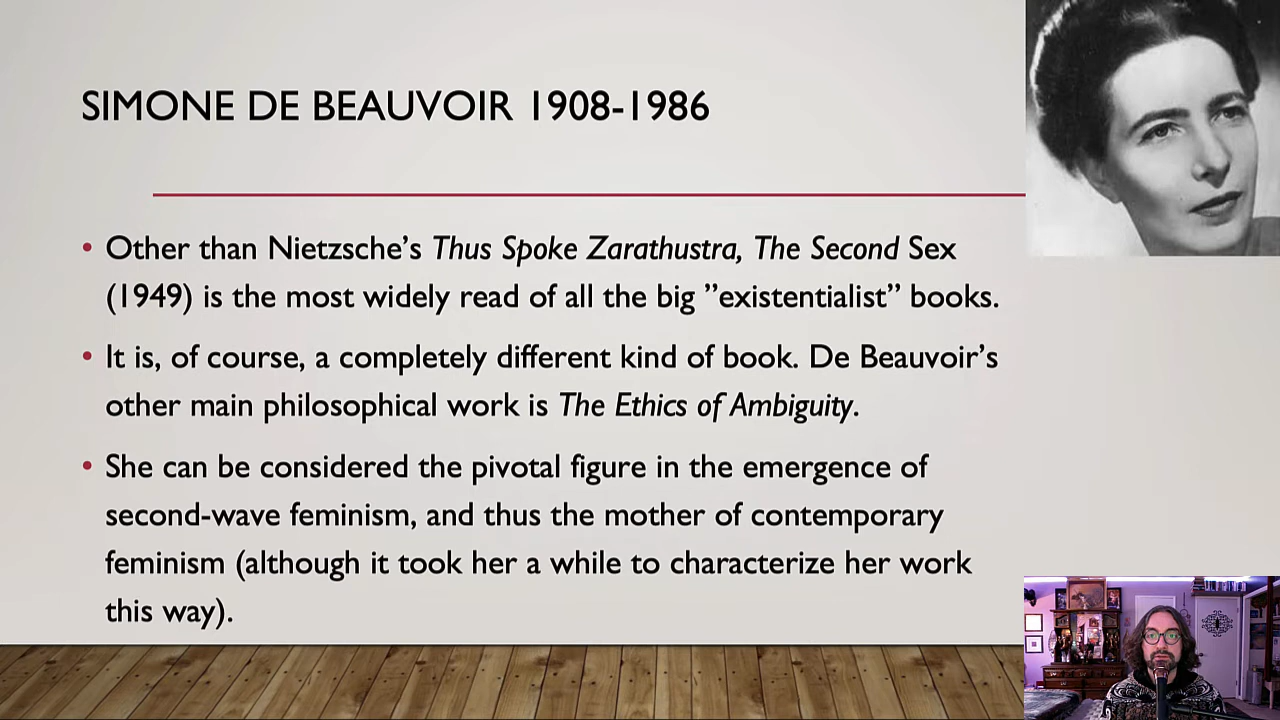 SIMONE DE BEAUVOIR 1908-1986
• Other than Nietzsche’s Thus Spoke Zarathustra, The Second Sex
(1949) is the most widely read of all the big ”existentialist” books.
• It is, of course, a completely different kind of book. De Beauvoir’s
other main philosophical work is The Ethics of Ambiguity.
• She can be considered the pivotal figure in the emergence of
second-wave feminism, and thus the mother of contemporary
feminism (although it took her a while to characterize her work
this way).